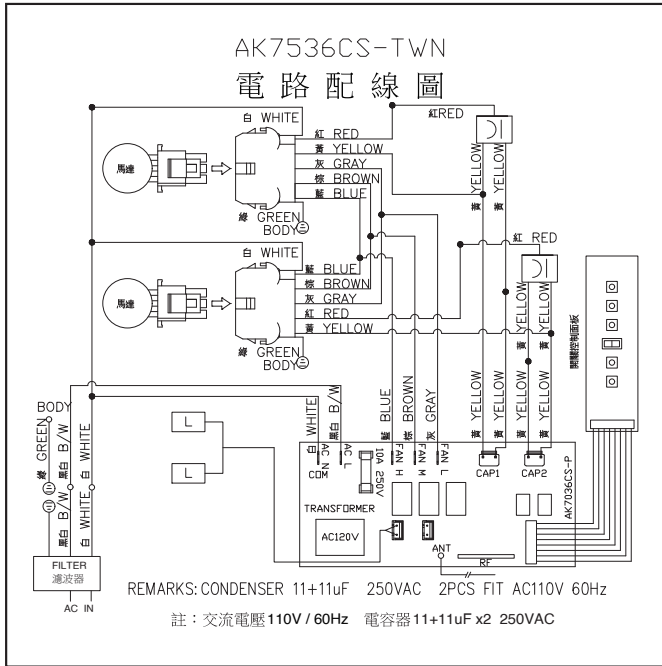 AK7536CS-TWN
電路配線圖
白 WHITE
紅 RED
黃 YELLOW
灰 GRAY
棕 BROWN
藍 BLUE
綠 GREEN
BODY
馬達
紅RED
黃 YELLOW
黃 YELLOW
白 WHITE
藍 BLUE
棕 BROWN
灰 GRAY
紅 RED
黃 YELLOW
綠 GREEN
BODY
馬達
紅 RED
黃 YELLOW
黃 YELLOW
開關控制面板
BODY
綠 GREEN
黑白 B/W
白 WHITE
黑白 B/W
白 WHITE
L
L
白 WHITE
黑白 B/W
藍 BLUE
棕 BROWN
灰 GRAY
黃 YELLOW
黃 YELLOW
黃 YELLOW
黃 YELLOW
AC N
COM
AC L
10A 250V
FAN H
FAN M
FAN L
CAP1
CAP2
AK7036CS-P
TRANSFORMER
AC120V
ANT
RF
FILTER
濾波器
AC IN
REMARKS: CONDENSER 11+11uF 250VAC 2PCS FIT AC110V 60Hz
註：交流電壓 110V / 60Hz 電容器 11+11uF x2 250VAC